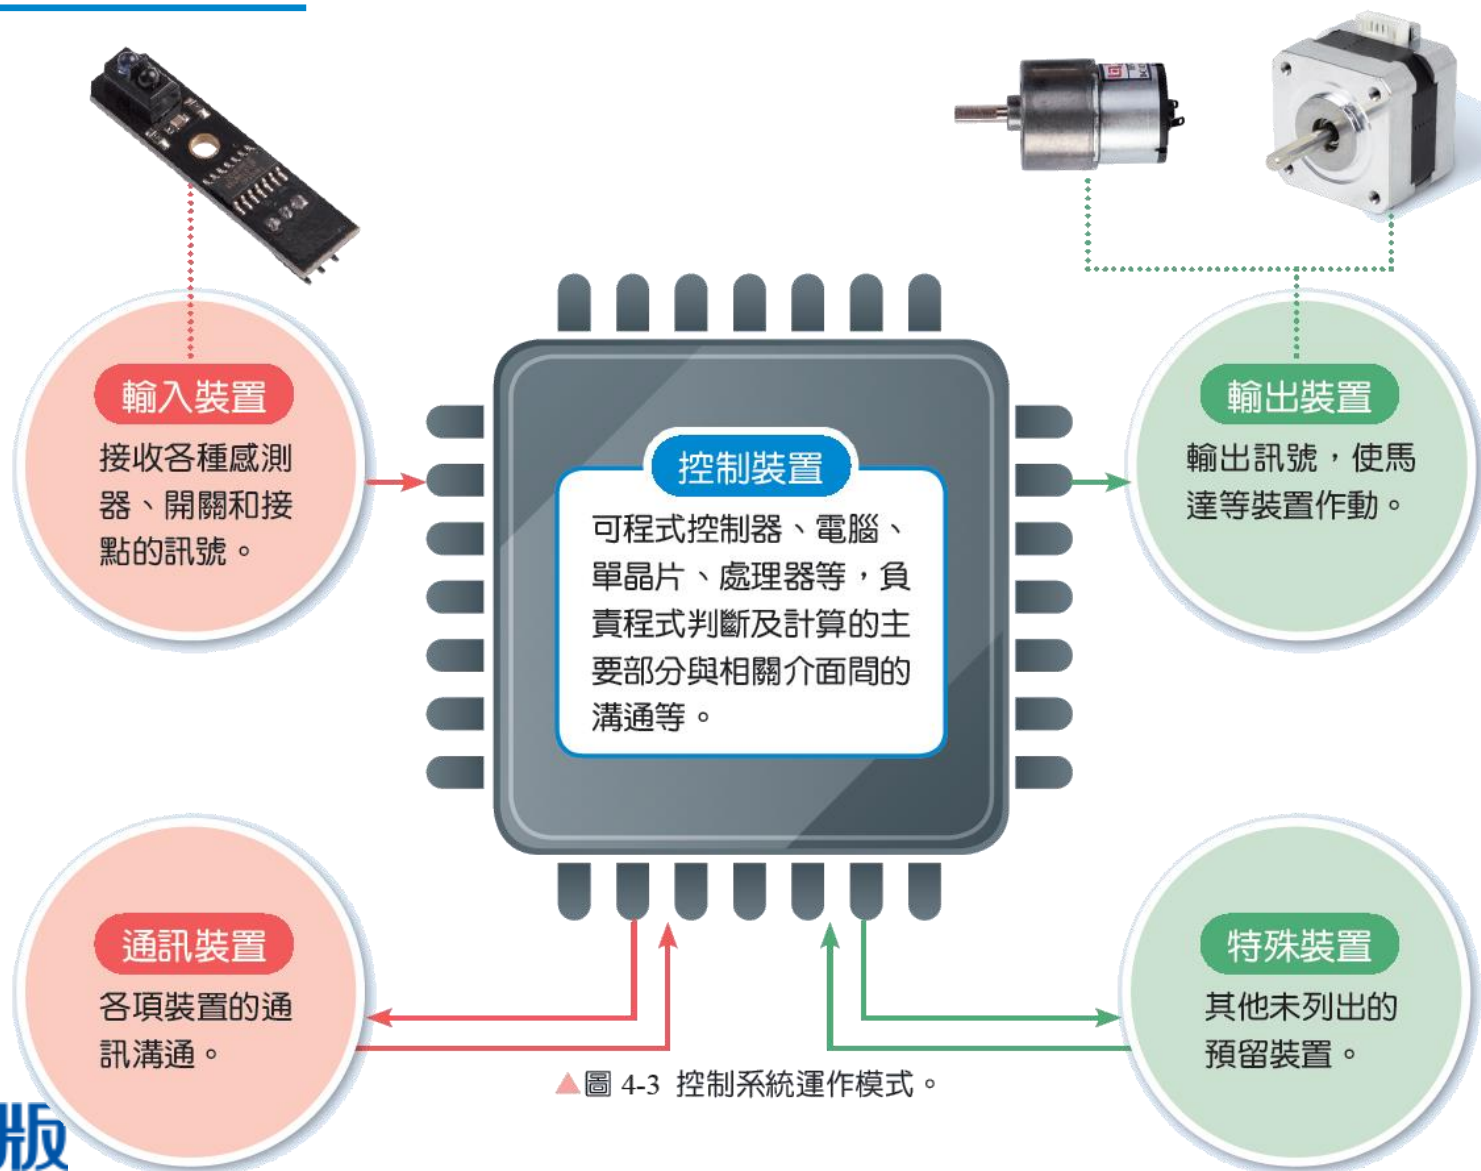 輸入裝置
接收各種感測
器、開關和接
點的訊號。
控制裝置
可程式控制器、電腦、
單晶片、處理器等,負
責程式判斷及計算的主
要部分與相關介面間的
溝通等。
輸出裝置
輸出訊號,使馬
達等裝置作動。
通訊裝置
各項裝置的通
訊溝通。
特殊裝置
其他未列出的
預留裝置。
▲圖 4-3 控制系統運作模式。
版